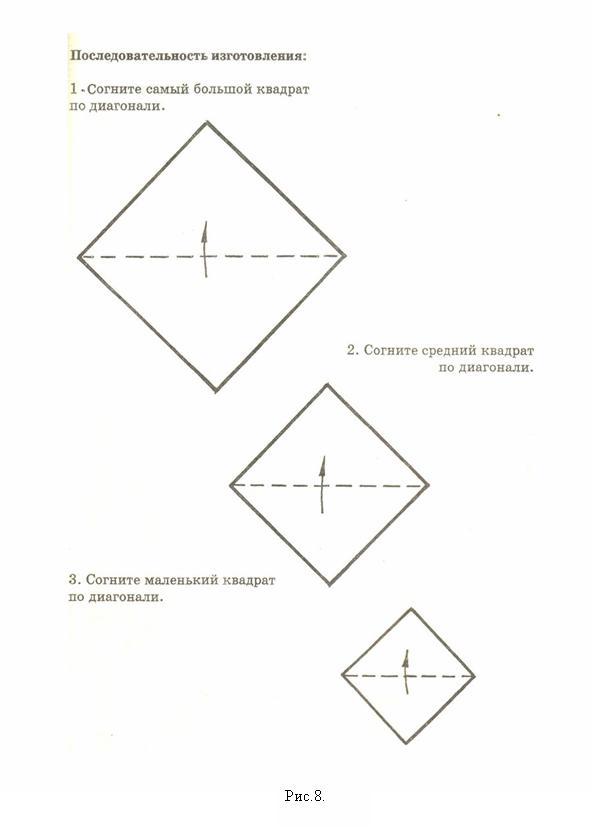 Последовательность изготовления:
1 - Согните самый большой квадрат
по диагонали.
2. Согните средний квадрат
по диагонали.
3. Согните маленький квадрат
по диагонали.
Рис.8.